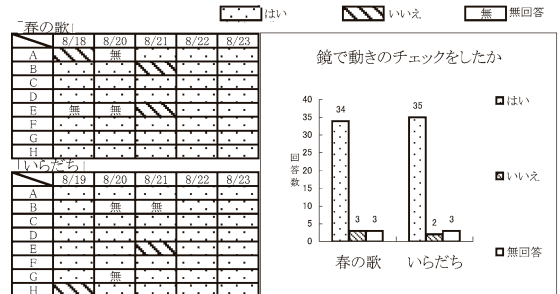 はい いいえ 無 無回答
「春の歌」
8/18 8/20 8/21 8/22 8/23
A 無
B
C
D
E 無 無
F
G
H
「いらだち」
8/19 8/20 8/21 8/22 8/23
A
B 無 無
C
D
E
F
G 無
H
鏡で動きのチェックをしたか
回答数
40
35
30
25
20
15
10
5
0
34 3 3 35 2 3
春の歌 いらだち
はい
いいえ
無回答